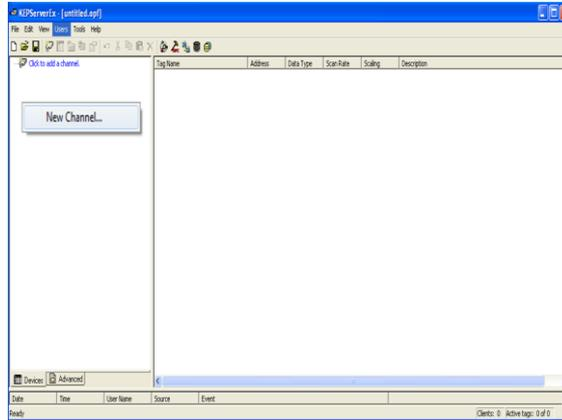 KEPServerEx - [untitled.opf]
File Edit View Users Tools Help
Click to add a channel.
Tag Name Address Data Type Scan Rate Scaling Description
New Channel...
Devices Advanced
Date Time User Name Source Event
Ready Clients: 0 Active tags: 0 of 0